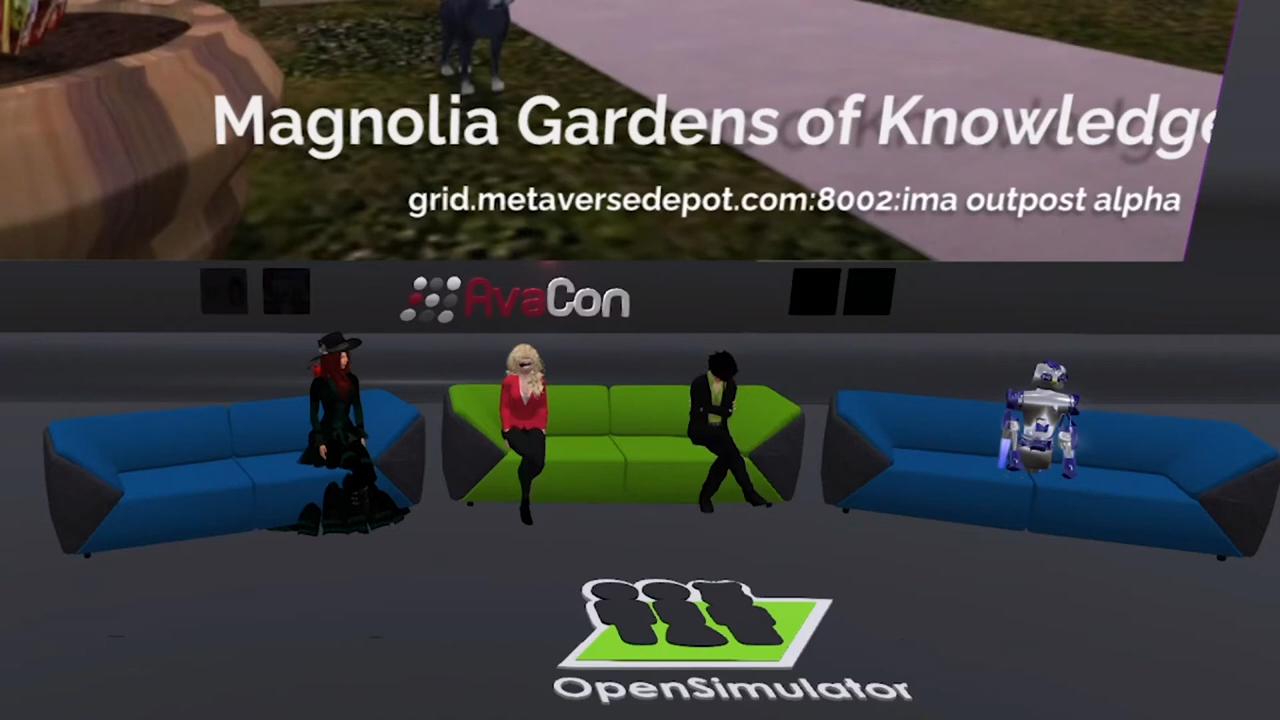 Magnolia Gardens of Knowledge
grid.metaversedepot.com:8002:ima outpost alpha
AvaCon
OpenSimulator